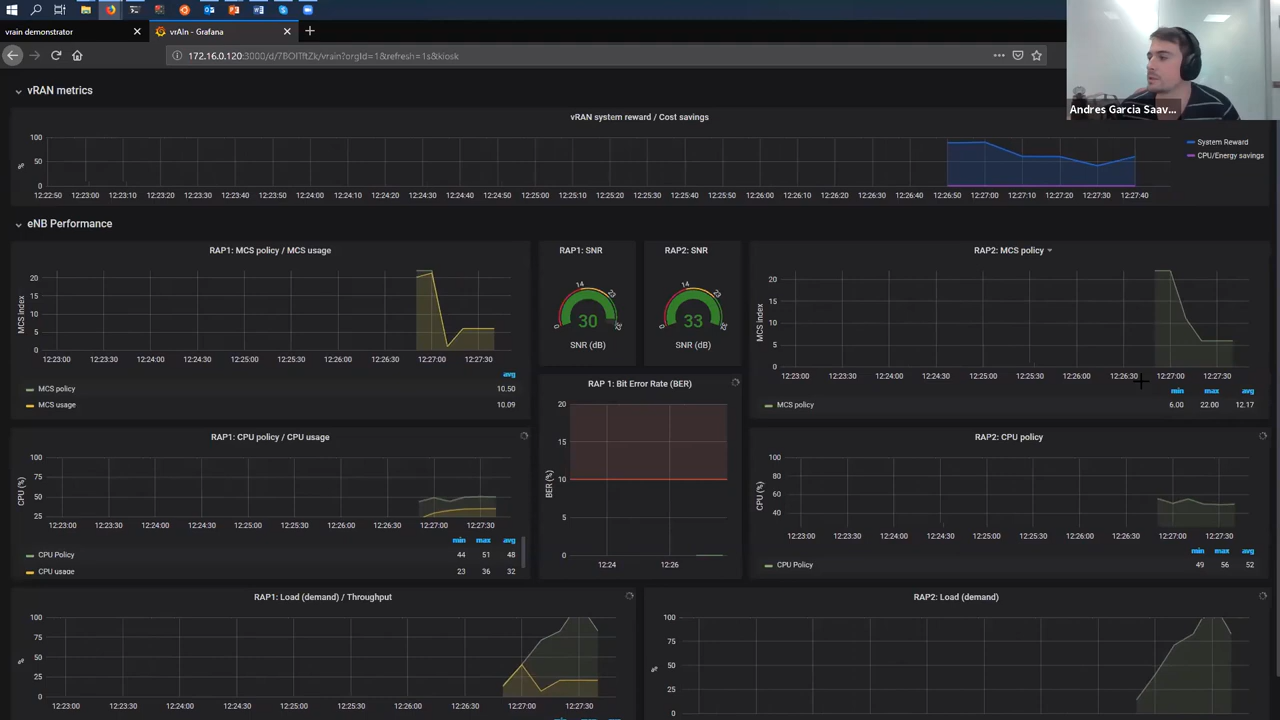 vrain demonstrator
vrAIn - Grafana
172.16.0.120:3000/d/7BOlTftZk/vrain?orgId=1&refresh=1s&kiosk
Andres Garcia Saav...
vRAN metrics
vRAN system reward / Cost savings
100
50
0
%
12:22:50 12:23:00 12:23:10 12:23:20 12:23:30 12:23:40 12:23:50 12:24:00 12:24:10 12:24:20 12:24:30 12:24:40 12:24:50 12:25:00 12:25:10 12:25:20 12:25:30 12:25:40 12:25:50 12:26:00 12:26:10 12:26:20 12:26:30 12:26:40 12:26:50 12:27:00 12:27:10 12:27:20 12:27:30 12:27:40
System Reward
CPU/Energy savings
eNB Performance
RAP1: MCS policy / MCS usage
MCS index
20
15
10
5
0
12:23:00 12:23:30 12:24:00 12:24:30 12:25:00 12:25:30 12:26:00 12:26:30 12:27:00 12:27:30
avg
MCS policy 10.50
MCS usage 10.09
RAP1: SNR
0 14 23 32
30
SNR (dB)
RAP2: SNR
0 14 23 32
33
SNR (dB)
RAP2: MCS policy
MCS index
20
15
10
5
0
12:23:00 12:23:30 12:24:00 12:24:30 12:25:00 12:25:30 12:26:00 12:26:30 12:27:00 12:27:30
min max avg
MCS policy 6.00 22.00 12.17
RAP 1: Bit Error Rate (BER)
BER (%)
20
15
10
5
0
12:24 12:26
RAP1: CPU policy / CPU usage
CPU (%)
100
75
50
25
12:23:00 12:23:30 12:24:00 12:24:30 12:25:00 12:25:30 12:26:00 12:26:30 12:27:00 12:27:30
min max avg
CPU Policy 44 51 48
CPU usage 23 36 32
RAP2: CPU policy
CPU (%)
100
80
60
40
12:23:00 12:23:30 12:24:00 12:24:30 12:25:00 12:25:30 12:26:00 12:26:30 12:27:00 12:27:30
min max avg
CPU Policy 49 56 52
RAP1: Load (demand) / Throughput
%
100
75
50
25
0
12:23:00 12:23:30 12:24:00 12:24:30 12:25:00 12:25:30 12:26:00 12:26:30 12:27:00 12:27:30
RAP2: Load (demand)
%
100
75
50
25